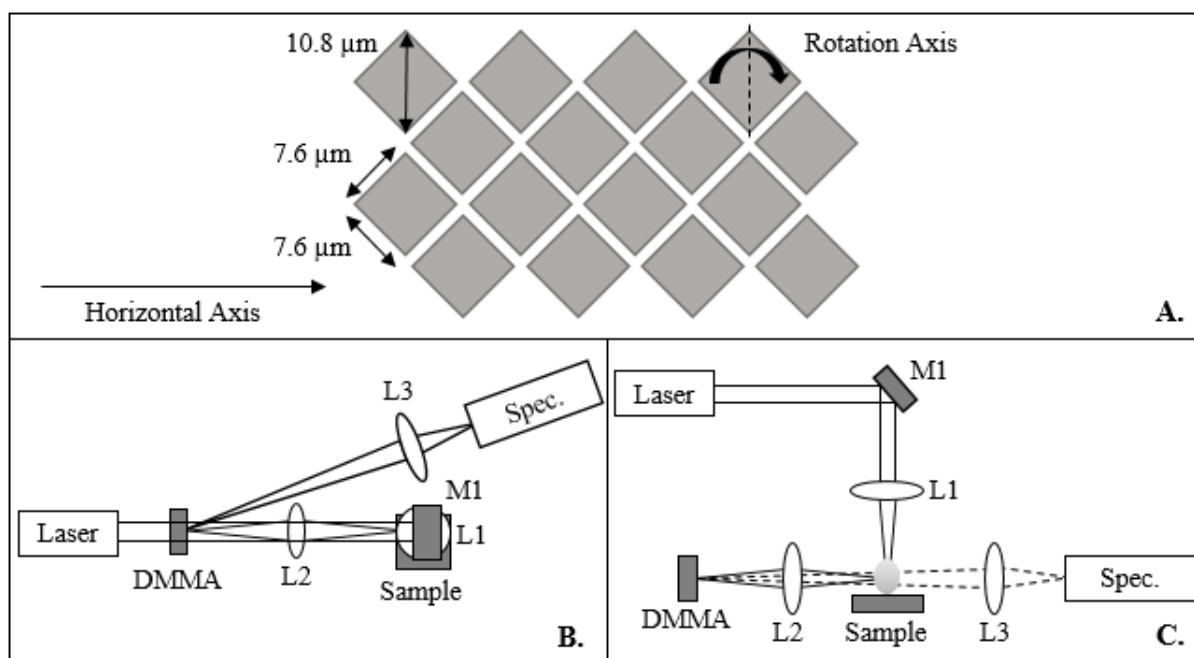 10.8 µm
Rotation Axis
7.6 µm
7.6 µm
Horizontal Axis
A.
L3
Spec.
M1
Laser
L1
DMMA
L2
Sample
B.
M1
Laser
L1
DMMA
L2
Sample
L3
Spec.
C.